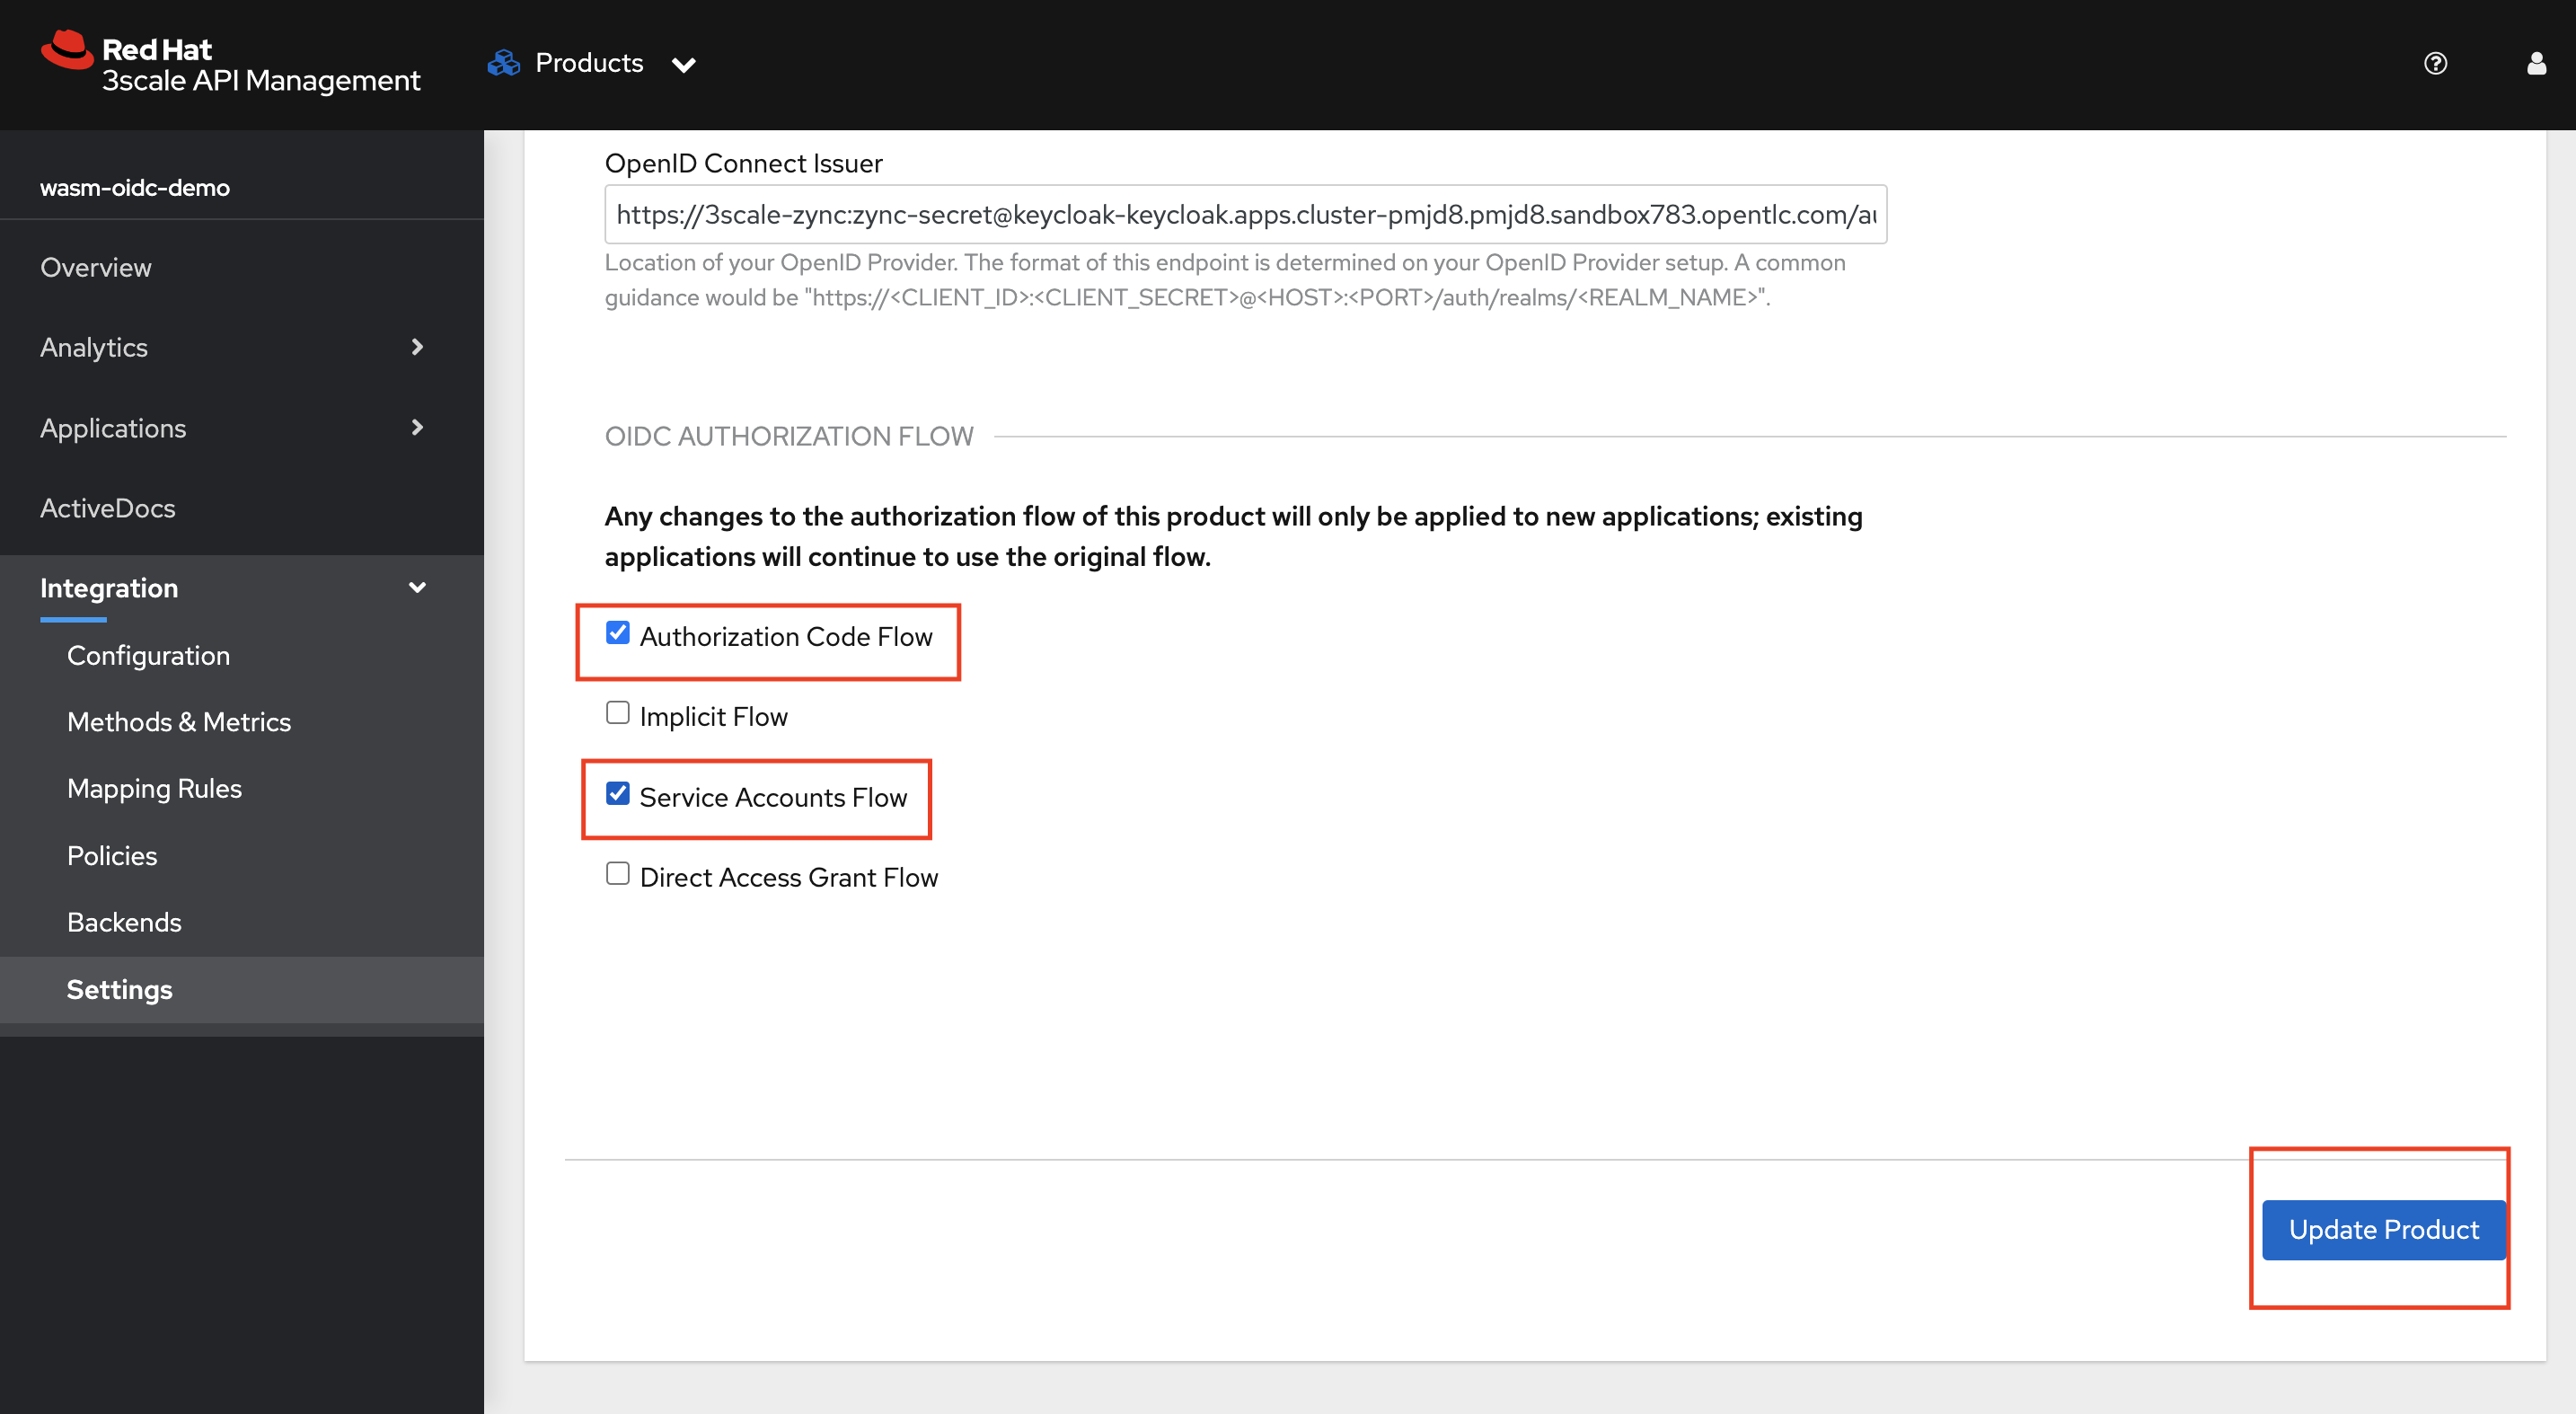 Red Hat
3scale API Management
Products
wasm-oidc-demo
Overview
Analytics
Applications
ActiveDocs
Integration
Configuration
Methods & Metrics
Mapping Rules
Policies
Backends
Settings
OpenID Connect Issuer
https://3scale-zync:zync-secret@keycloak-keycloak.apps.cluster-pmjd8.pmjd8.sandbox783.opentlc.com/au
Location of your OpenID Provider. The format of this endpoint is determined on your OpenID Provider setup. A common
guidance would be "https://<CLIENT_ID>:<CLIENT_SECRET>@<HOST>:<PORT>/auth/realms/<REALM_NAME>".
OIDC AUTHORIZATION FLOW
Any changes to the authorization flow of this product will only be applied to new applications; existing
applications will continue to use the original flow.
Authorization Code Flow
Implicit Flow
Service Accounts Flow
Direct Access Grant Flow
Update Product